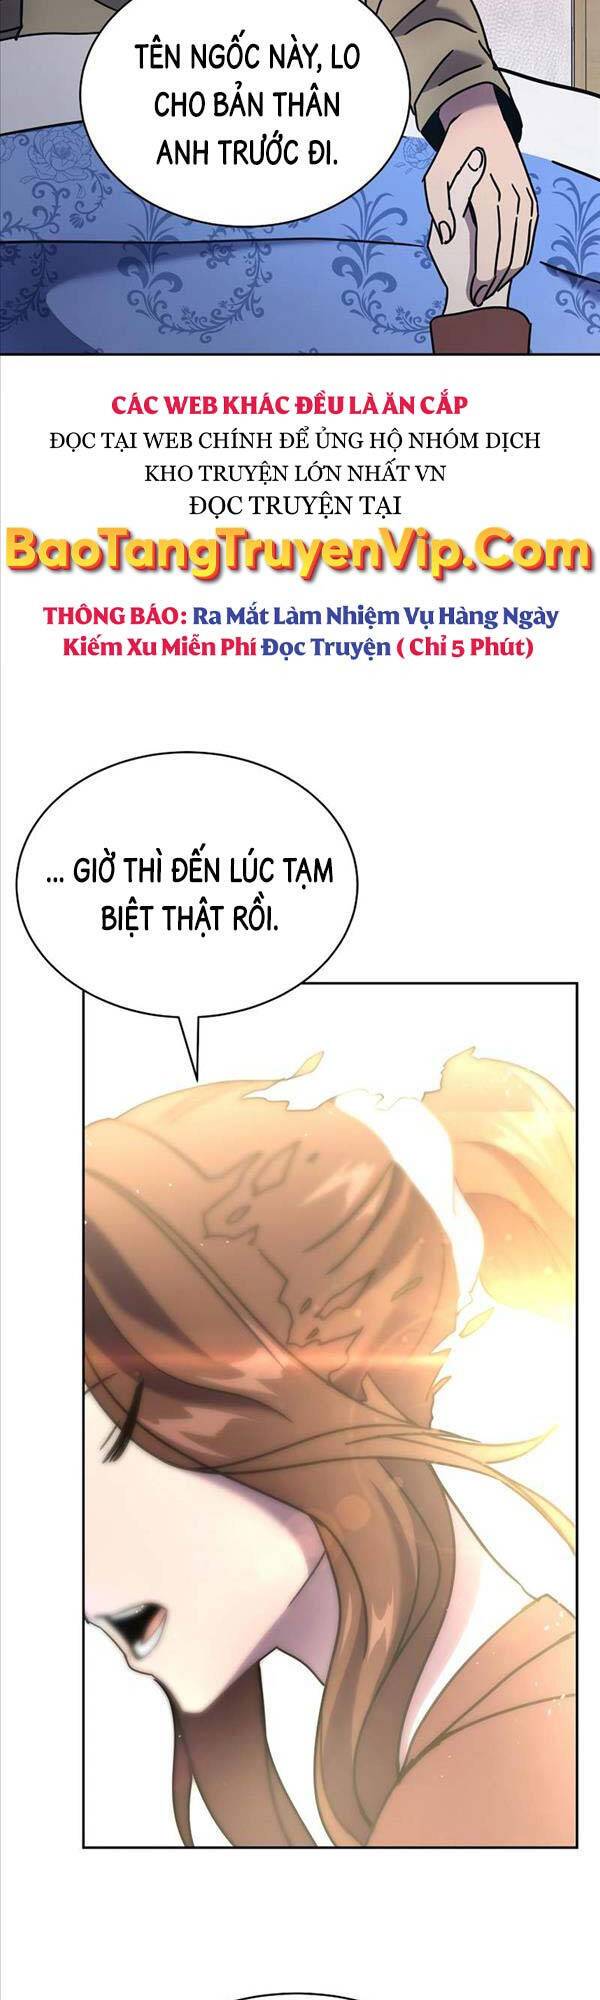 TÊN NGỐC NÀY, LO
CHO BẢN THÂN
ANH TRƯỚC ĐI.
CÁC WEB KHÁC ĐỀU LÀ ĂN CẮP
ĐỌC TẠI WEB CHÍNH ĐỂ ỦNG HỘ NHÓM DỊCH
KHO TRUYỆN LỚN NHẤT VN
ĐỌC TRUYỆN TẠI
BaoTangTruyenVip.Com
THÔNG BÁO: Ra Mắt Làm Nhiệm Vụ Hàng Ngày
Kiếm Xu Miễn Phí Đọc Truyện ( Chỉ 5 Phút)
... GIỜ THÌ ĐẾN LÚC TẠM
BIỆT THẬT RỒI.